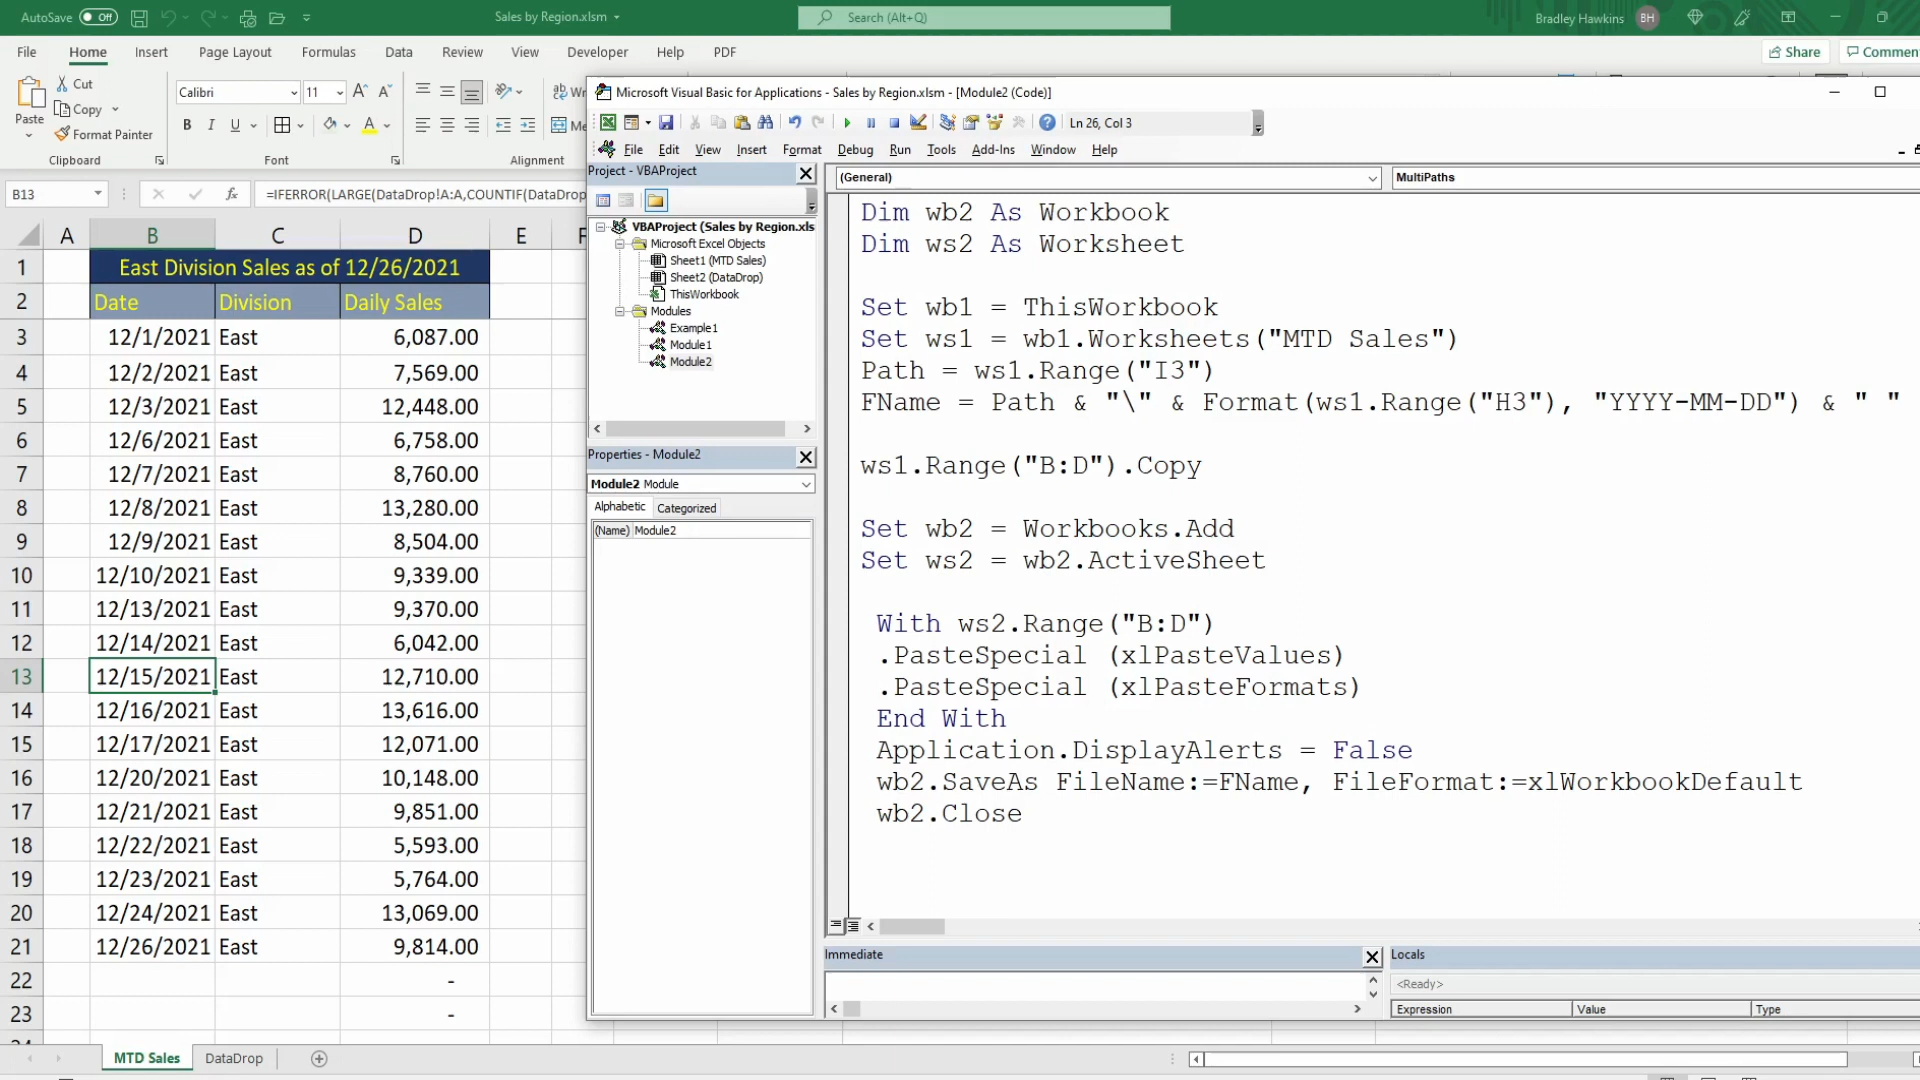 AutoSave Off Sales by Region.xlsm Search (Alt+Q) Bradley Hawkins BH
File Home Insert Page Layout Formulas Data Review View Developer Help PDF Share Commen
Paste Cut Copy Format Painter
Calibri 11
B I U
Clipboard Font Alignment
B13 =IFERROR(LARGE(DataDrop!A:A,COUNTIF(DataDrop
A B C D E F
1 East Division Sales as of 12/26/2021
2 Date Division Daily Sales
3 12/1/2021 East 6,087.00
4 12/2/2021 East 7,569.00
5 12/3/2021 East 12,448.00
6 12/6/2021 East 6,758.00
7 12/7/2021 East 8,760.00
8 12/8/2021 East 13,280.00
9 12/9/2021 East 8,504.00
10 12/10/2021 East 9,339.00
11 12/13/2021 East 9,370.00
12 12/14/2021 East 6,042.00
13 12/15/2021 East 12,710.00
14 12/16/2021 East 13,616.00
15 12/17/2021 East 12,071.00
16 12/20/2021 East 10,148.00
17 12/21/2021 East 9,851.00
18 12/22/2021 East 5,593.00
19 12/23/2021 East 5,764.00
20 12/24/2021 East 13,069.00
21 12/26/2021 East 9,814.00
22 -
23 -
MTD Sales DataDrop
Microsoft Visual Basic for Applications - Sales by Region.xlsm - [Module2 (Code)]
Ln 26, Col 3
File Edit View Insert Format Debug Run Tools Add-Ins Window Help
Project - VBAProject
VBAProject (Sales by Region.xls
Microsoft Excel Objects
Sheet1 (MTD Sales)
Sheet2 (DataDrop)
ThisWorkbook
Modules
Example1
Module1
Module2
Properties - Module2
Module2 Module
Alphabetic Categorized
(Name) Module2
(General) MultiPaths
Dim wb2 As Workbook
Dim ws2 As Worksheet
Set wb1 = ThisWorkbook
Set ws1 = wb1.Worksheets("MTD Sales")
Path = ws1.Range("I3")
FName = Path & "\" & Format(ws1.Range("H3"), "YYYY-MM-DD") & " "
ws1.Range("B:D").Copy
Set wb2 = Workbooks.Add
Set ws2 = wb2.ActiveSheet
With ws2.Range("B:D")
.PasteSpecial (xlPasteValues)
.PasteSpecial (xlPasteFormats)
End With
Application.DisplayAlerts = False
wb2.SaveAs FileName:=FName, FileFormat:=xlWorkbookDefault
wb2.Close
Immediate
Locals
<Ready>
Expression Value Type